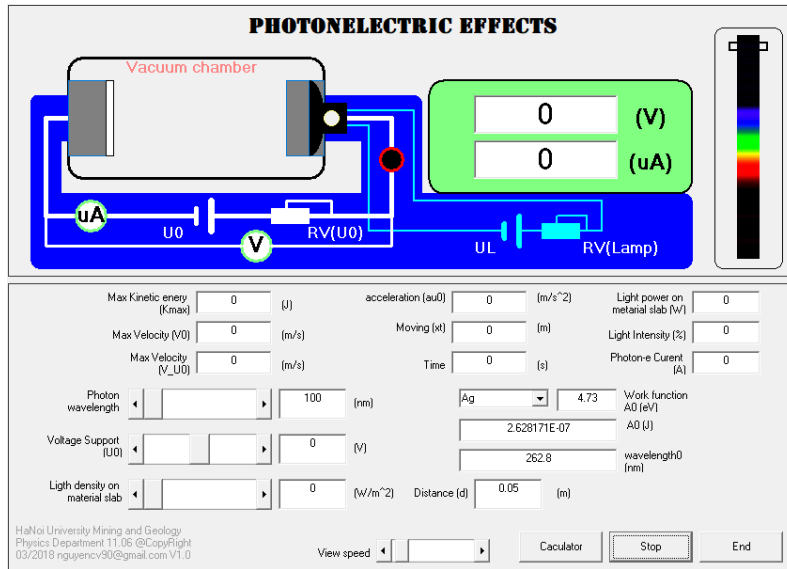 PHOTONELECTRIC EFFECTS
Vacuum chamber
0 (V)
0 (uA)
uA
U0
RV(U0)
V
UL
RV(Lamp)
Max Kinetic enery (Kmax) 0 (J)
acceleration (au0) 0 (m/s^2)
Light power on metarial slab (W) 0
Max Velocity (V0) 0 (m/s)
Moving (xt) 0 (m)
Light Intensity (%) 0
Max Velocity (V_U0) 0 (m/s)
Time 0 (s)
Photon-e Curent (A) 0
Photon wavelength 100 (nm)
Ag 4.73 Work function A0 (eV)
2.628171E-07 A0 (J)
Voltage Support (U0) 0 (V)
262.8 wavelength0 (nm)
Ligth density on material slab 0 (W/m^2)
Distance (d) 0.05 (m)
HaNoi University Mining and Geology
Physics Department 11.06 @CopyRight
03/2018 nguyencv90@gmail.com V1.0
View speed
Caculator
Stop
End